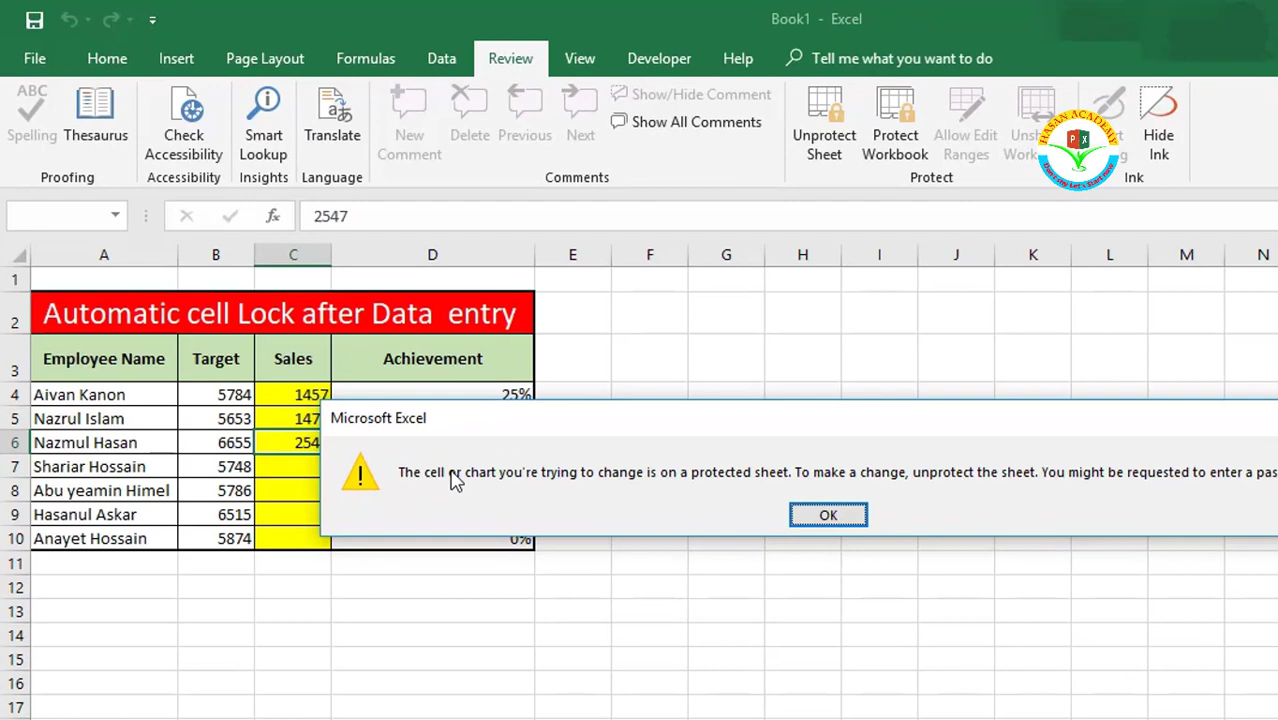 Book1 - Excel
File Home Insert Page Layout Formulas Data Review View Developer Help Tell me what you want to do
ABC
Spelling Thesaurus
Proofing
Check Accessibility
Accessibility
Smart Lookup
Insights
Translate
Language
New Comment
Delete Previous Next
Show/Hide Comment
Show All Comments
Comments
Unprotect Sheet
Protect Workbook
Allow Edit Ranges
Protect
Hide Ink
Ink
HASAN ACADEMY
P X
fx 2547
A B C D E F G H I J K L M N
1
2 Automatic cell Lock after Data entry
3 Employee Name Target Sales Achievement
4 Aivan Kanon 5784 1457 25%
5 Nazrul Islam 5653 147
6 Nazmul Hasan 6655 254
7 Shariar Hossain 5748
8 Abu yeamin Himel 5786
9 Hasanul Askar 6515
10 Anayet Hossain 5874 0%
11
12
13
14
15
16
17
Microsoft Excel
The cell or chart you're trying to change is on a protected sheet. To make a change, unprotect the sheet. You might be requested to enter a pas
OK